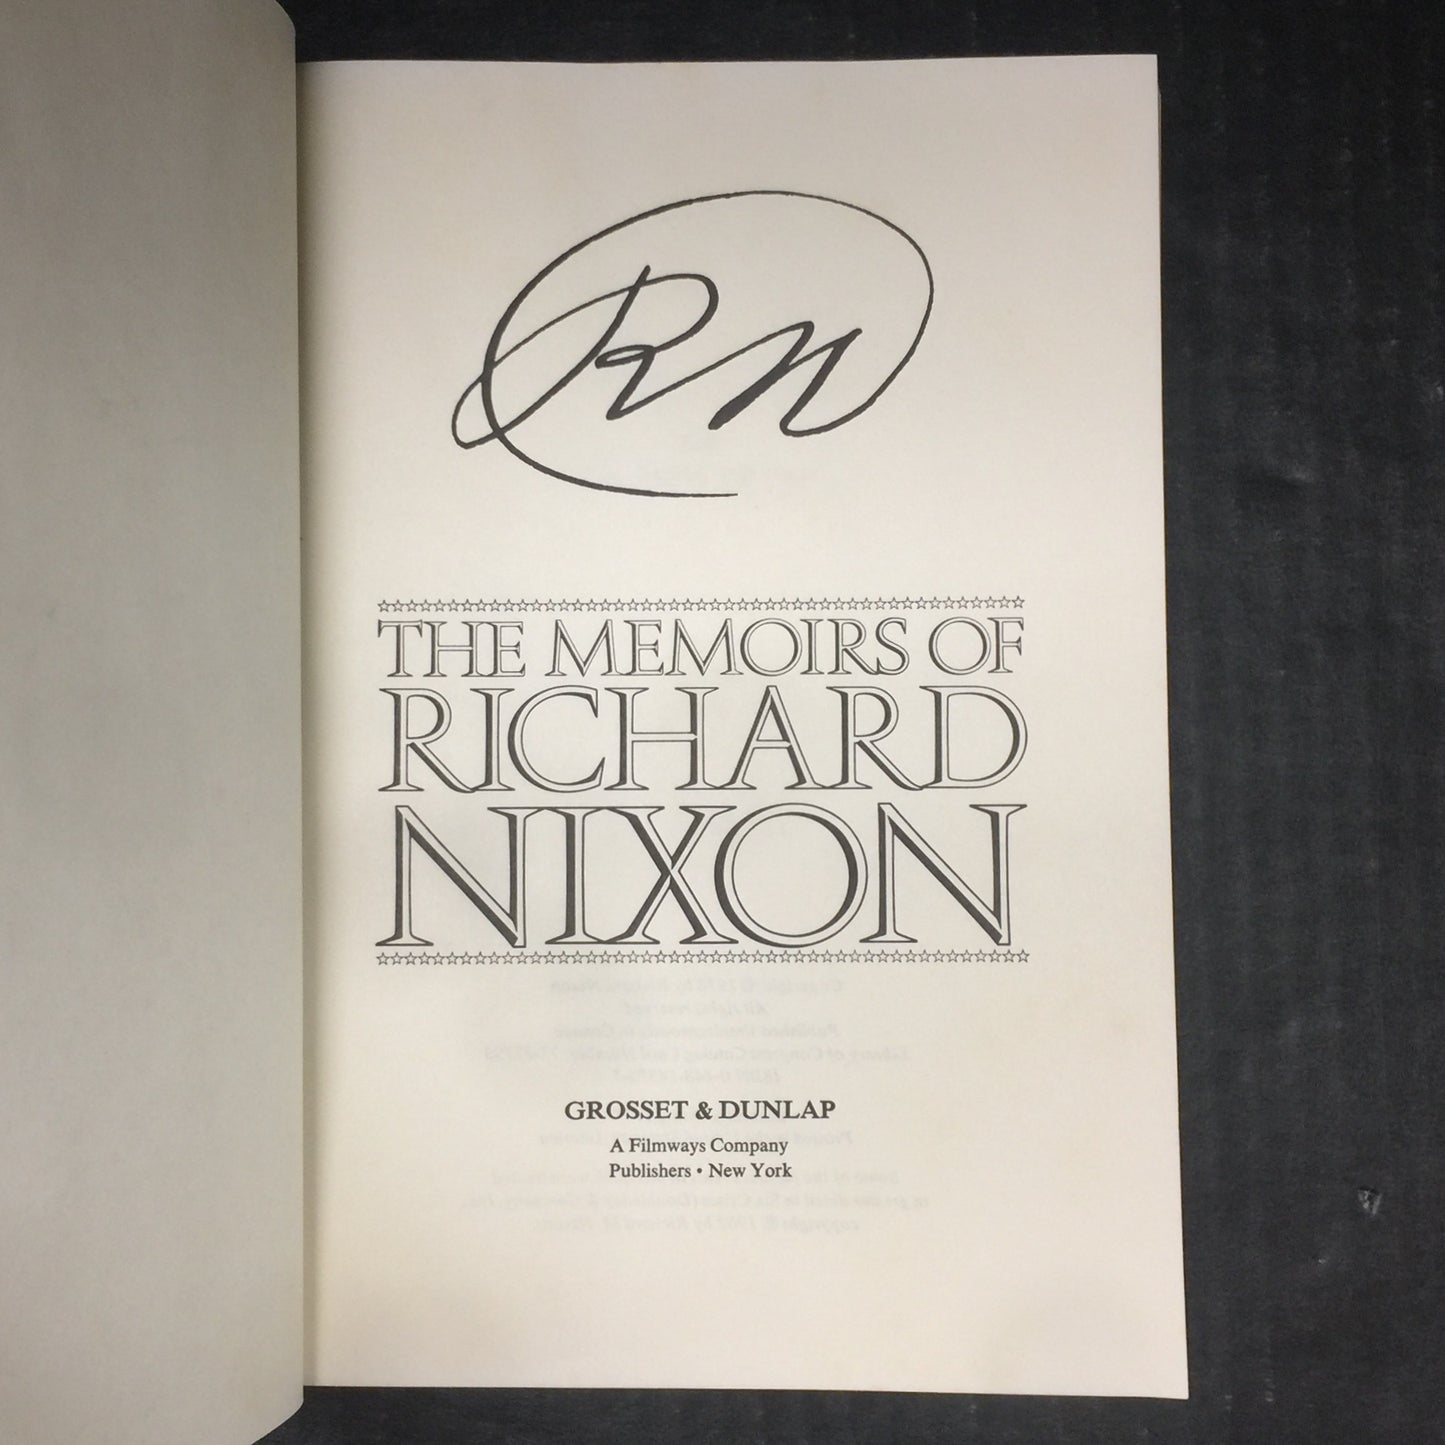 RN
THE MEMOIRS OF
RICHARD
NIXON
GROSSET & DUNLAP
A Filmways Company
Publishers • New York